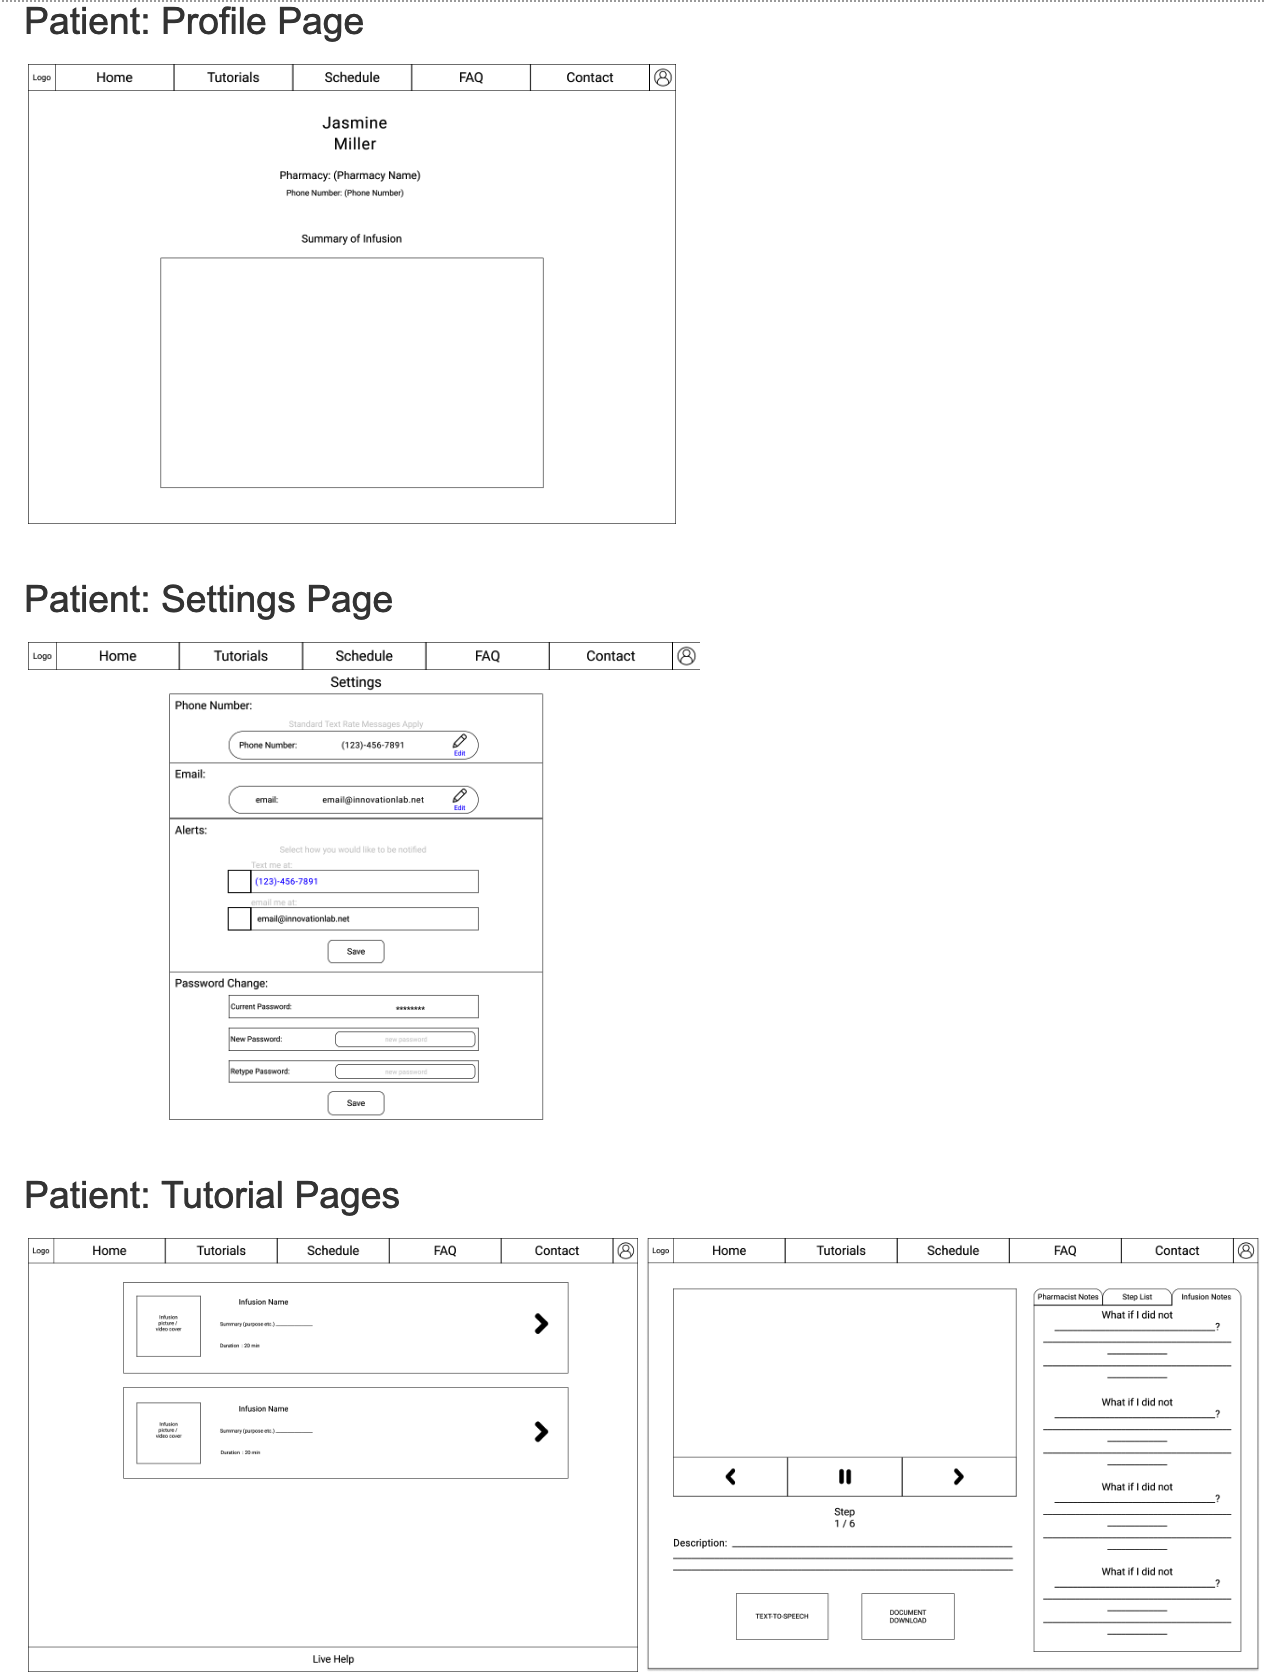 Patient: Profile Page
Logo Home Tutorials Schedule FAQ Contact
Jasmine
Miller
Pharmacy: (Pharmacy Name)
Phone Number: (Phone Number)
Summary of Infusion
Patient: Settings Page
Logo Home Tutorials Schedule FAQ Contact
Settings
Phone Number:
Standard Text Rate Messages Apply
Phone Number: (123)-456-7891
Edit
Email:
email: email@innovationlab.net
Edit
Alerts:
Select how you would like to be notified
Text me at:
(123)-456-7891
email me at:
email@innovationlab.net
Save
Password Change:
Current Password: ********
New Password: new password
Retype Password: new password
Save
Patient: Tutorial Pages
Logo Home Tutorials Schedule FAQ Contact
Infusion
picture /
video cover
Infusion Name
Summary (purpose etc.) ________
Duration : 20 min
Infusion
picture /
video cover
Infusion Name
Summary (purpose etc.) ________
Duration : 20 min
Live Help
Logo Home Tutorials Schedule FAQ Contact
Step
1 / 6
Description:
TEXT-TO-SPEECH
DOCUMENT
DOWNLOAD
Pharmacist Notes Step List Infusion Notes
What if I did not
?
What if I did not
?
What if I did not
?
What if I did not
?